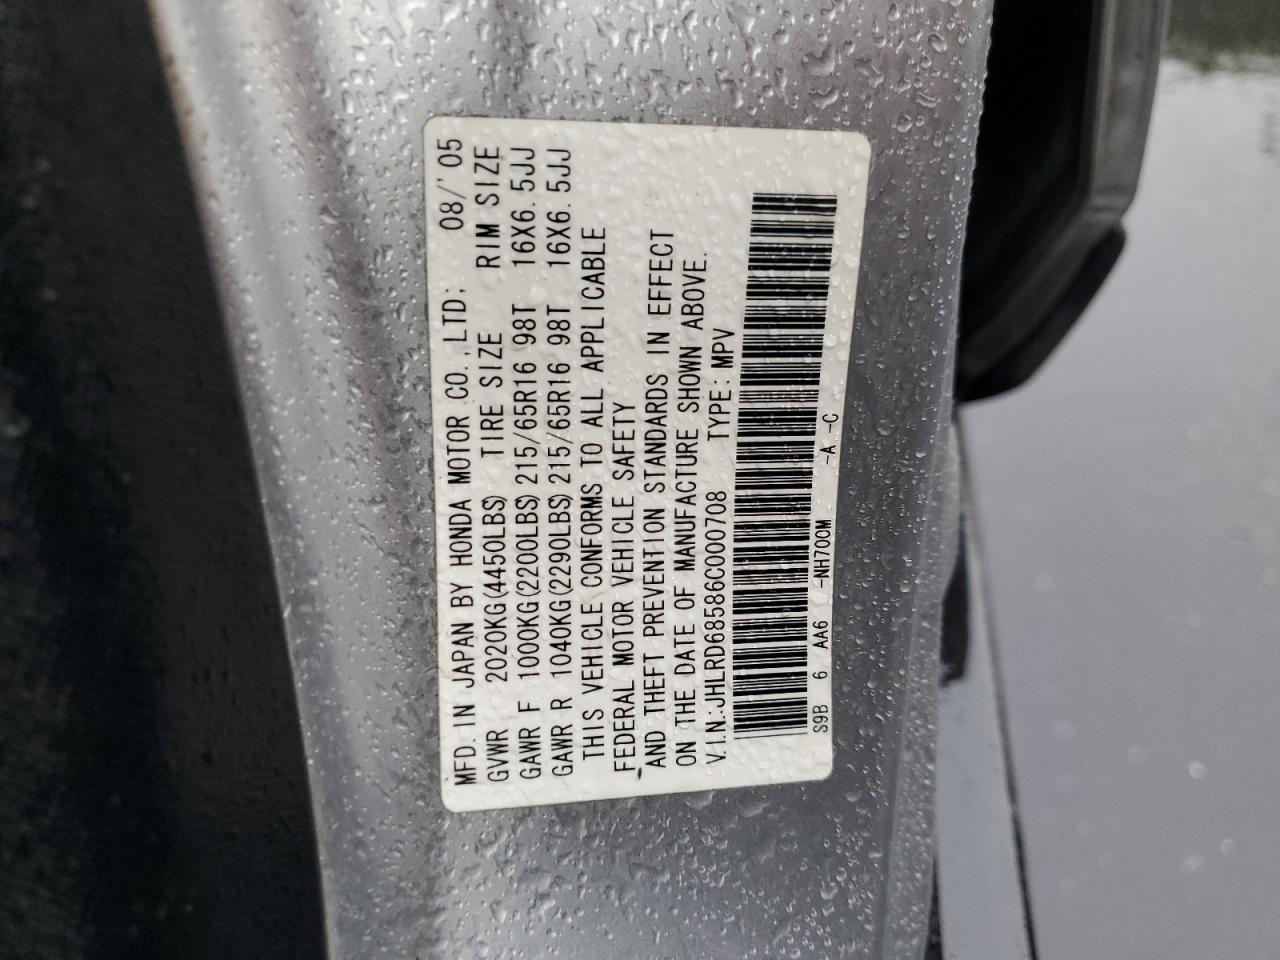 MFD. IN JAPAN BY HONDA MOTOR CO.,LTD; 08/'05
GVWR 2020KG(4450LBS) TIRE SIZE RIM SIZE
GAWR F 1000KG(2200LBS)215/65R16 98T 16X6.5JJ
GAWR R 1040KG(2290LBS)215/65R16 98T 16X6.5JJ
THIS VEHICLE CONFORMS TO ALL APPLICABLE
FEDERAL MOTOR VEHICLE SAFETY
AND THEFT PREVENTION STANDARDS IN EFFECT
ON THE DATE OF MANUFACTURE SHOWN ABOVE.
V.I.N.:JHLRD68586C000708 TYPE: MPV
S9B 6 AA6 -NH700M -A -C